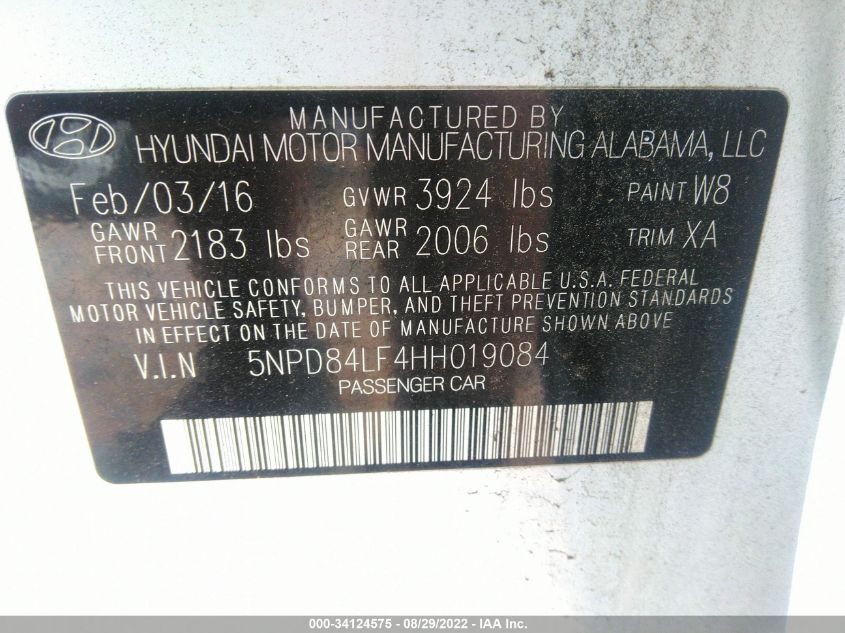 MANUFACTURED BY
HYUNDAI MOTOR MANUFACTURING ALABAMA, LLC
Feb/03/16 GVWR 3924 lbs PAINT W8
GAWR FRONT 2183 lbs GAWR REAR 2006 lbs TRIM XA
THIS VEHICLE CONFORMS TO ALL APPLICABLE U.S.A. FEDERAL
MOTOR VEHICLE SAFETY, BUMPER, AND THEFT PREVENTION STANDARDS
IN EFFECT ON THE DATE OF MANUFACTURE SHOWN ABOVE
V.I.N 5NPD84LF4HH019084
PASSENGER CAR
000-34124575 - 08/29/2022 - IAA Inc.